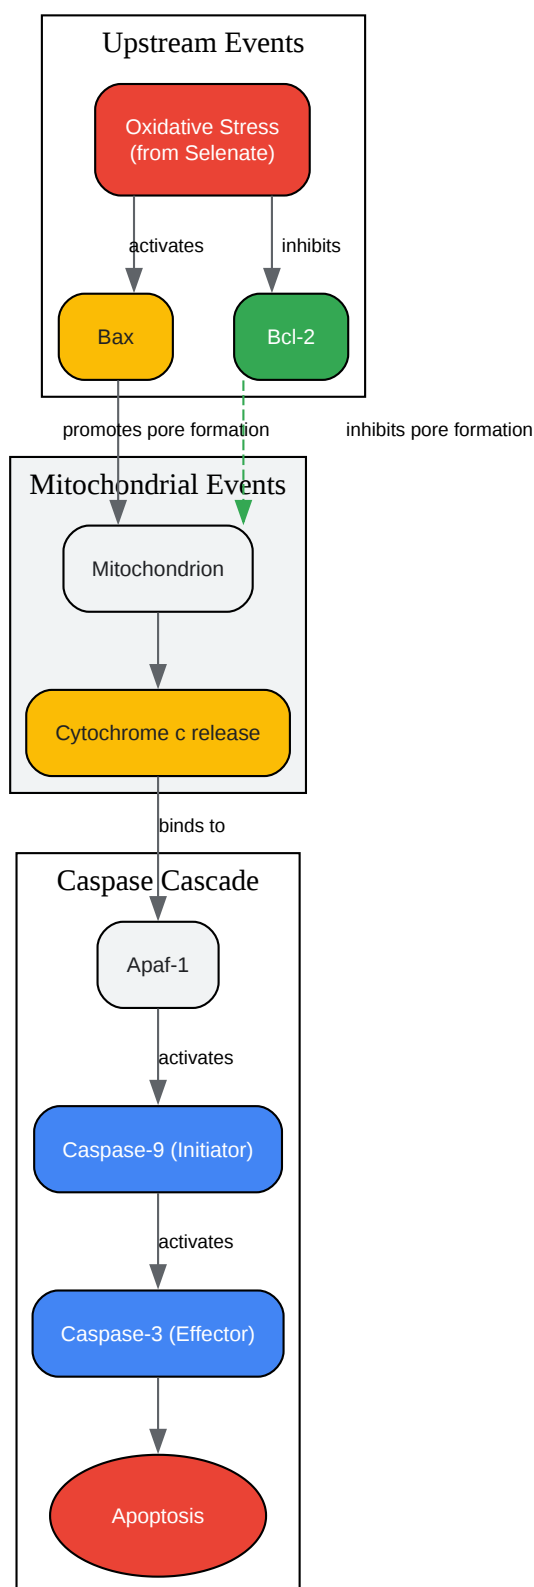 Upstream Events
Oxidative Stress
(from Selenate)
activates
inhibits
Bax
Bcl-2
promotes pore formation
inhibits pore formation
Mitochondrial Events
Mitochondrion
Cytochrome c release
binds to
Caspase Cascade
Apaf-1
activates
Caspase-9 (Initiator)
activates
Caspase-3 (Effector)
Apoptosis